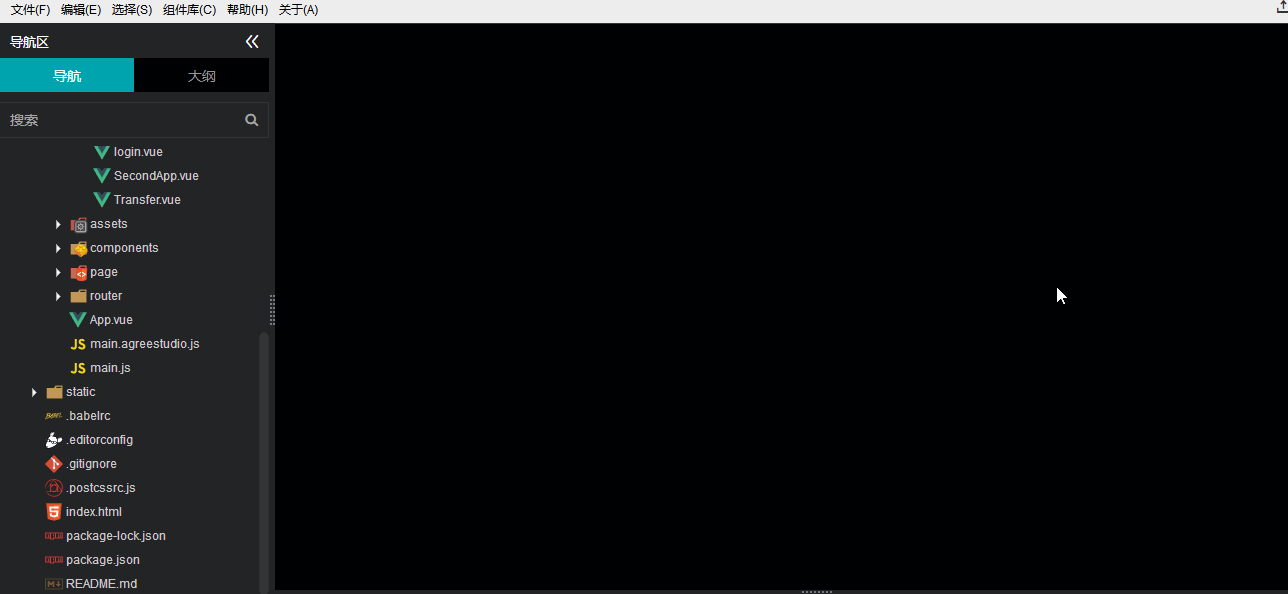 文件(F) 编辑(E) 选择(S) 组件库(C) 帮助(H) 关于(A)
导航区
导航 大纲
搜索
login.vue
SecondApp.vue
Transfer.vue
assets
components
page
router
App.vue
JS main.agreestudio.js
JS main.js
static
.babelrc
.editorconfig
.gitignore
.postcssrc.js
index.html
package-lock.json
package.json
README.md